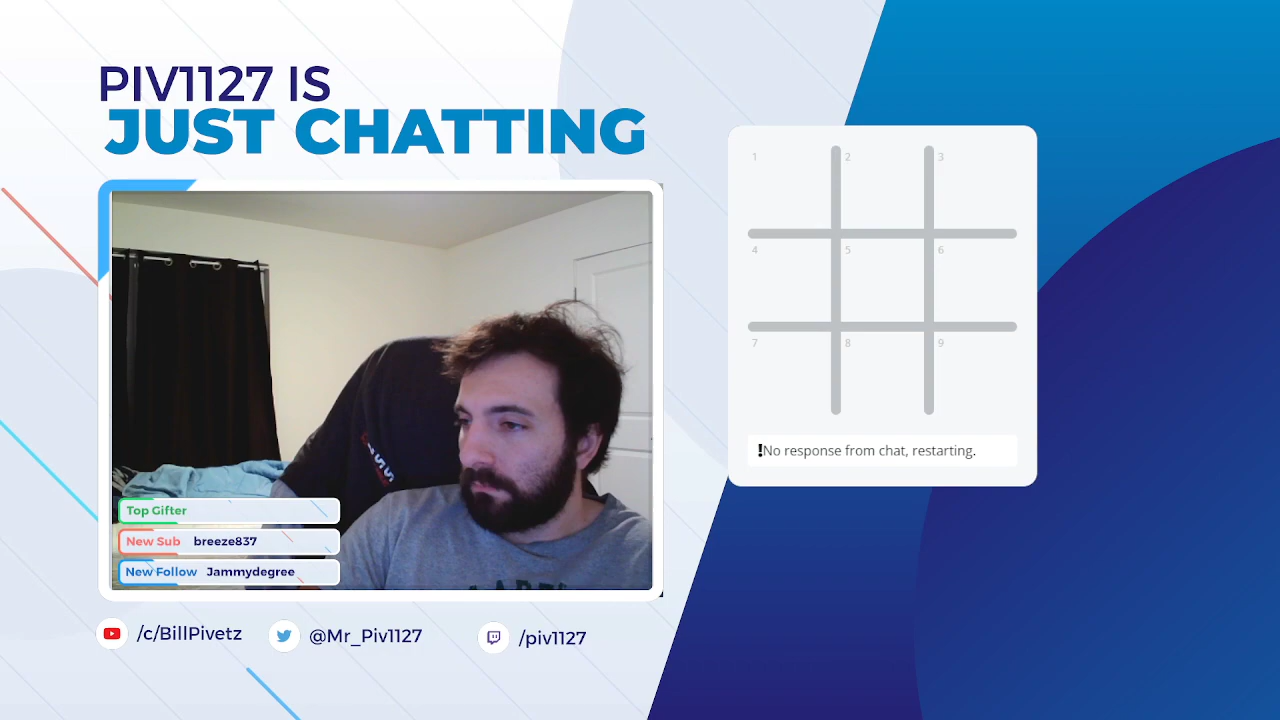 PIV1127 IS
JUST CHATTING
1
2
3
4
5
6
7
8
9
!No response from chat, restarting.
Top Gifter
New Sub breeze837
New Follow Jammydegree
/c/BillPivetz
@Mr_Piv1127
/piv1127